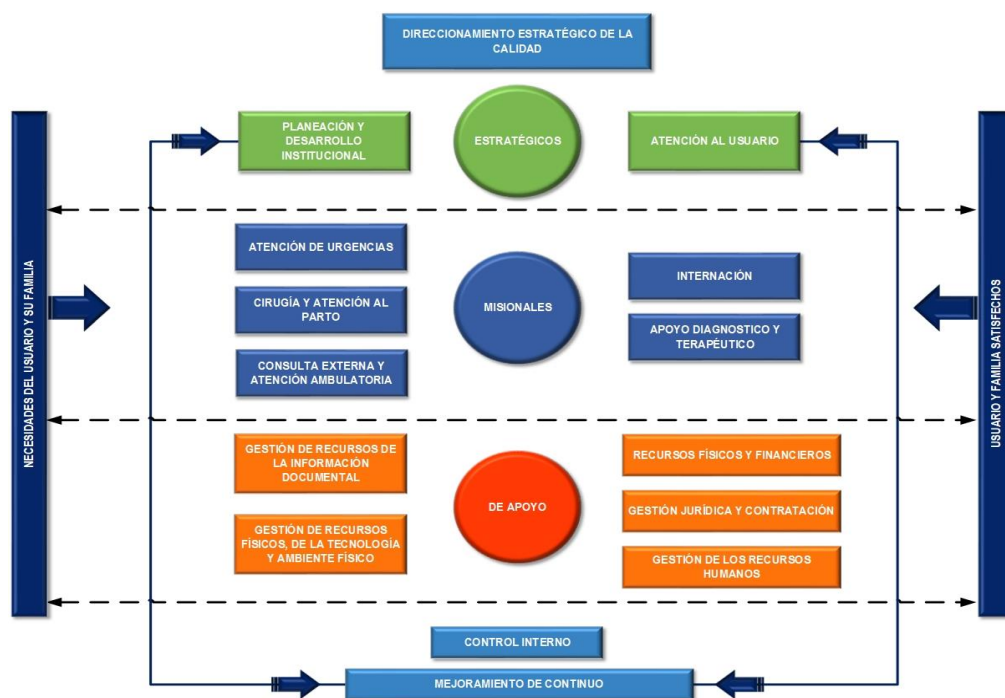 DIRECCIONAMIENTO ESTRATÉGICO DE LA
CALIDAD
NECESIDADES DEL USUARIO Y SU FAMILIA
PLANEACIÓN Y
DESARROLLO
INSTITUCIONAL
ESTRATÉGICOS
ATENCIÓN AL USUARIO
ATENCIÓN DE URGENCIAS
CIRUGÍA Y ATENCIÓN AL
PARTO
CONSULTA EXTERNA Y
ATENCIÓN AMBULATORIA
MISIONALES
INTERNACIÓN
APOYO DIAGNOSTICO Y
TERAPÉUTICO
GESTIÓN DE RECURSOS DE
LA INFORMACIÓN
DOCUMENTAL
GESTIÓN DE RECURSOS
FÍSICOS, DE LA TECNOLOGÍA
Y AMBIENTE FÍSICO
DE APOYO
RECURSOS FÍSICOS Y FINANCIEROS
GESTIÓN JURÍDICA Y CONTRATACIÓN
GESTIÓN DE LOS RECURSOS
HUMANOS
USUARIO Y FAMILIA SATISFECHOS
CONTROL INTERNO
MEJORAMIENTO DE CONTINUO